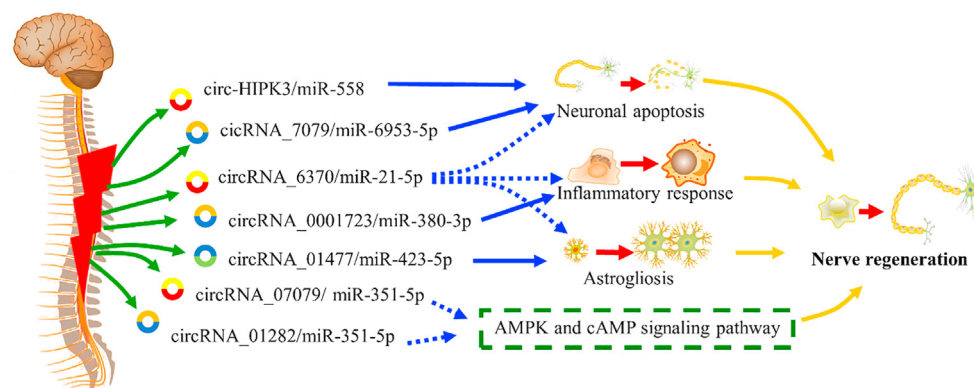 circ-HIPK3/miR-558
cicRNA_7079/miR-6953-5p
circRNA_6370/miR-21-5p
circRNA_0001723/miR-380-3p
circRNA_01477/miR-423-5p
circRNA_07079/ miR-351-5p
circRNA_01282/miR-351-5p
Neuronal apoptosis
Inflammatory response
Astrogliosis
AMPK and cAMP signaling pathway
Nerve regeneration